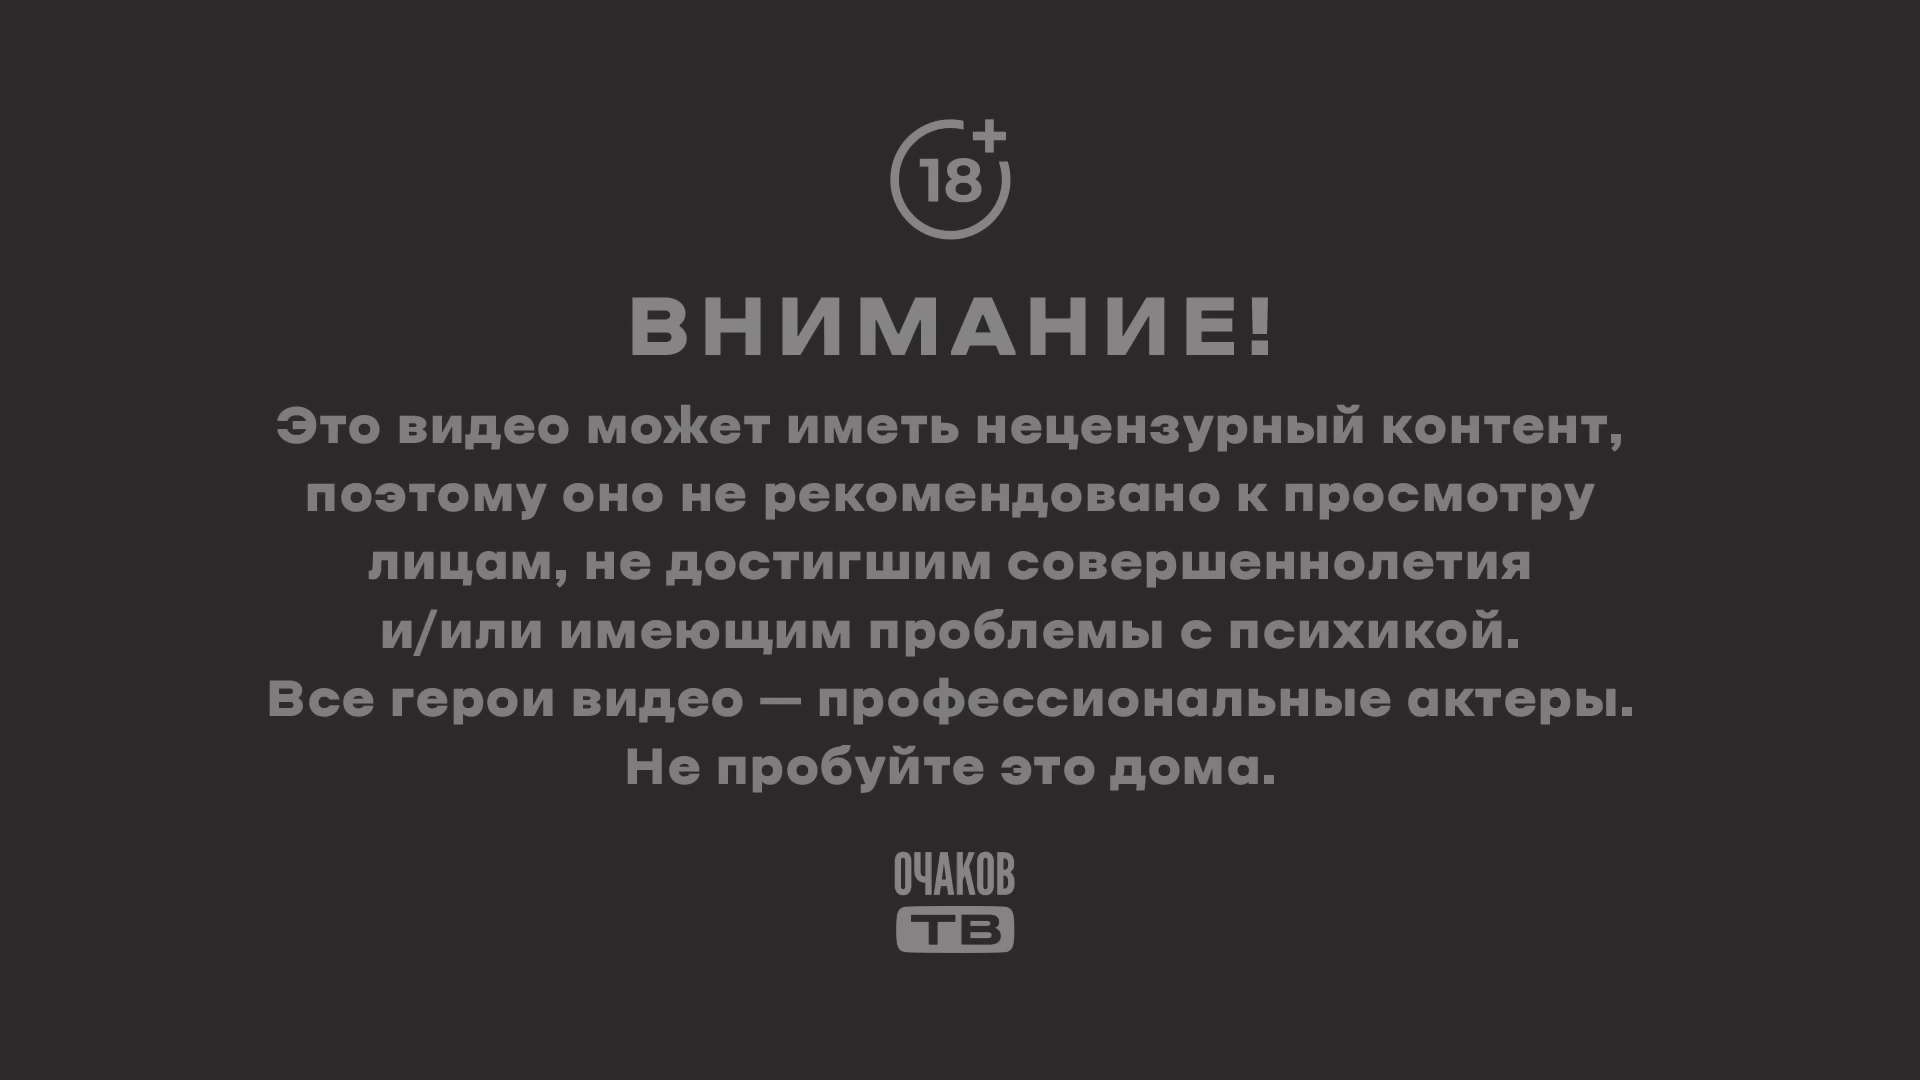 18+
ВНИМАНИЕ!
Это видео может иметь нецензурный контент,
поэтому оно не рекомендовано к просмотру
лицам, не достигшим совершеннолетия
и/или имеющим проблемы с психикой.
Все герои видео — профессиональные актеры.
Не пробуйте это дома.
ОЧАКОВ
ТВ